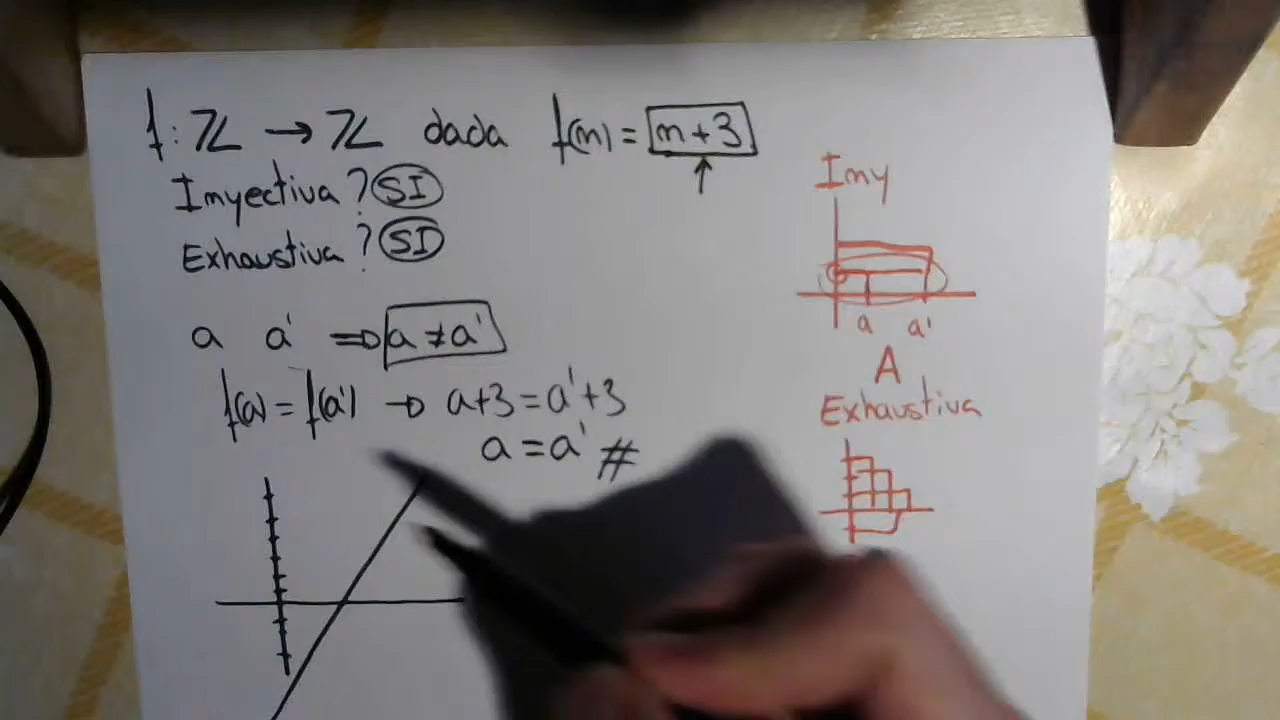 f: ℤ → ℤ dada f(n) = n+3
Inyectiva? SI
Exhaustiva? SI
a a' ⇒ a ≠ a'
f(a) = f(a') → a+3 = a'+3
a = a' #
Iny
a a'
A
Exhaustiva